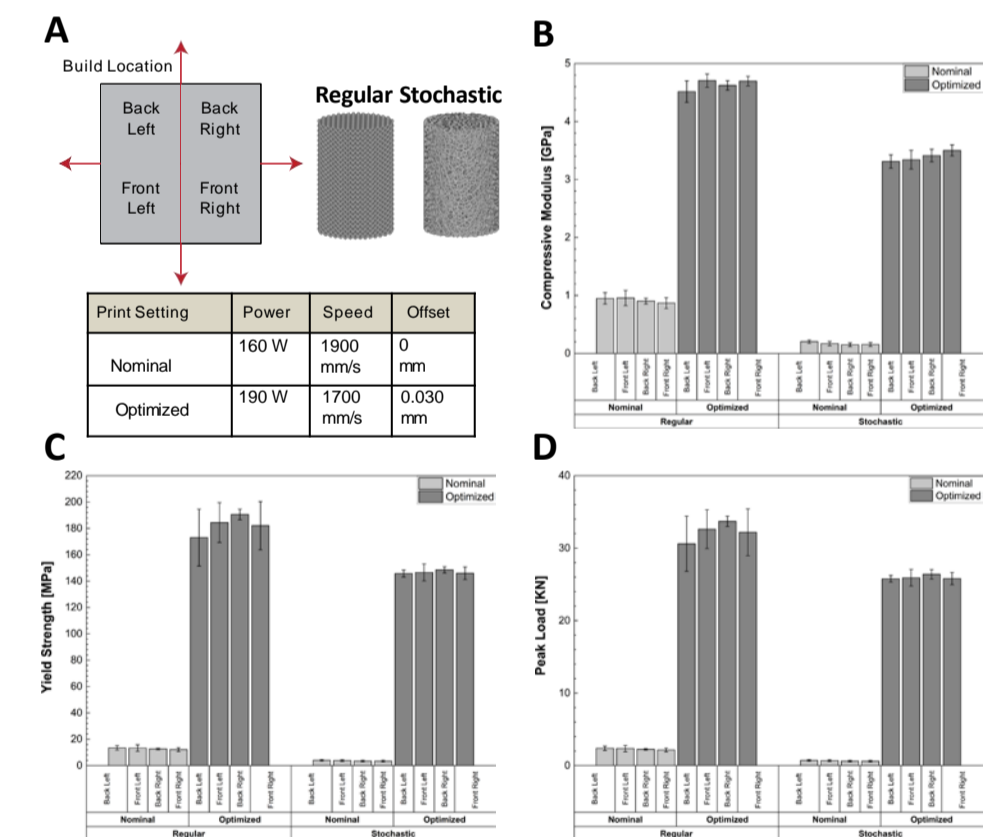 A
Build Location
Back Left
Back Right
Front Left
Front Right
Regular Stochastic
Print Setting Power Speed Offset
Nominal 160 W 1900 mm/s 0 mm
Optimized 190 W 1700 mm/s 0.030 mm
B
Nominal
Optimized
Compressive Modulus [GPa]
5
4
3
2
1
0
Back Left Front Left Back Right Front Right Back Left Front Left Back Right Front Right Back Left Front Left Back Right Front Right Back Left Front Left Back Right Front Right
Nominal Optimized Nominal Optimized
Regular Stochastic
C
Nominal
Optimized
Yield Strength [MPa]
220
200
180
160
140
120
100
80
60
40
20
0
Back Left Front Left Back Right Front Right Back Left Front Left Back Right Front Right Back Left Front Left Back Right Front Right Back Left Front Left Back Right Front Right
Nominal Optimized Nominal Optimized
Regular Stochastic
D
Nominal
Optimized
Peak Load [KN]
40
30
20
10
0
Back Left Front Left Back Right Front Right Back Left Front Left Back Right Front Right Back Left Front Left Back Right Front Right Back Left Front Left Back Right Front Right
Nominal Optimized Nominal Optimized
Regular Stochastic